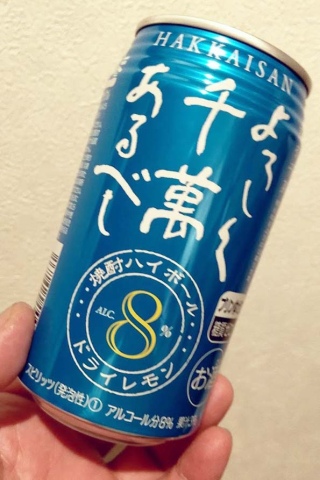 HAKKAISAN
よろしく
千萬
あるべし
焼酎ハイボール
ALC.
8%
ドライレモン
お
スピリッツ(発泡性)① アルコール分8%